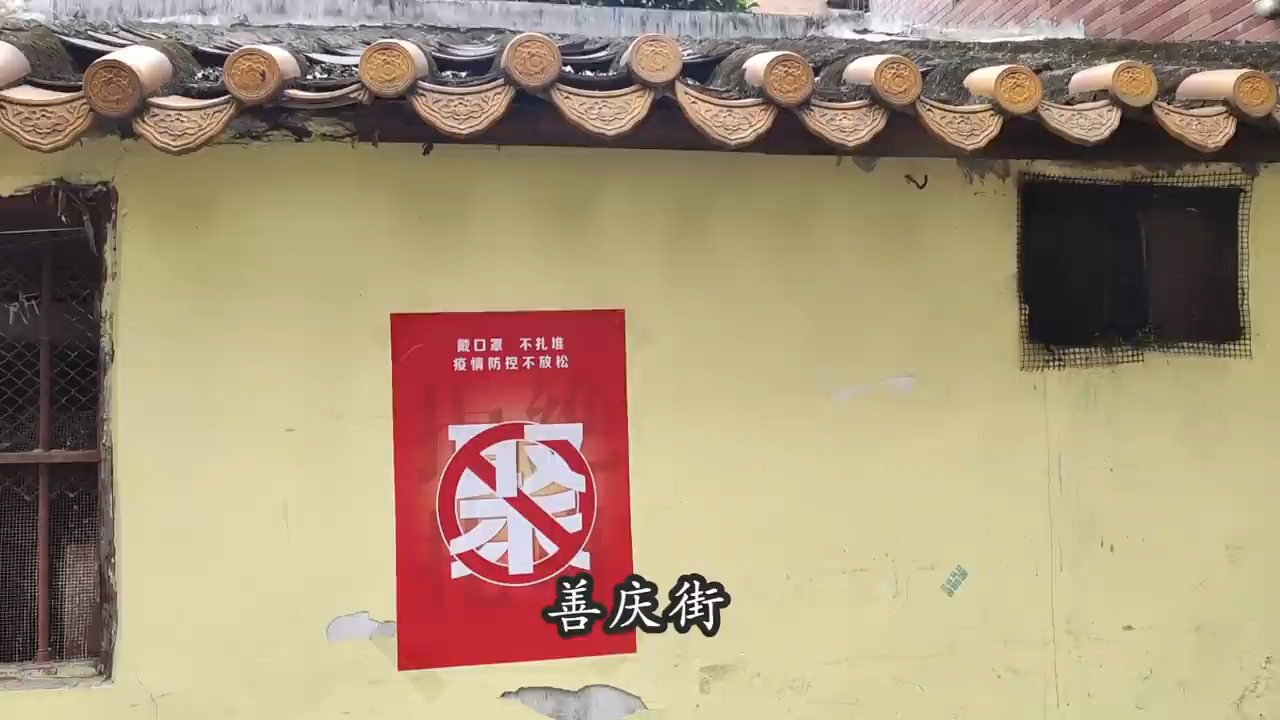 戴口罩 不扎堆
疫情防控不放松
聚
善庆街